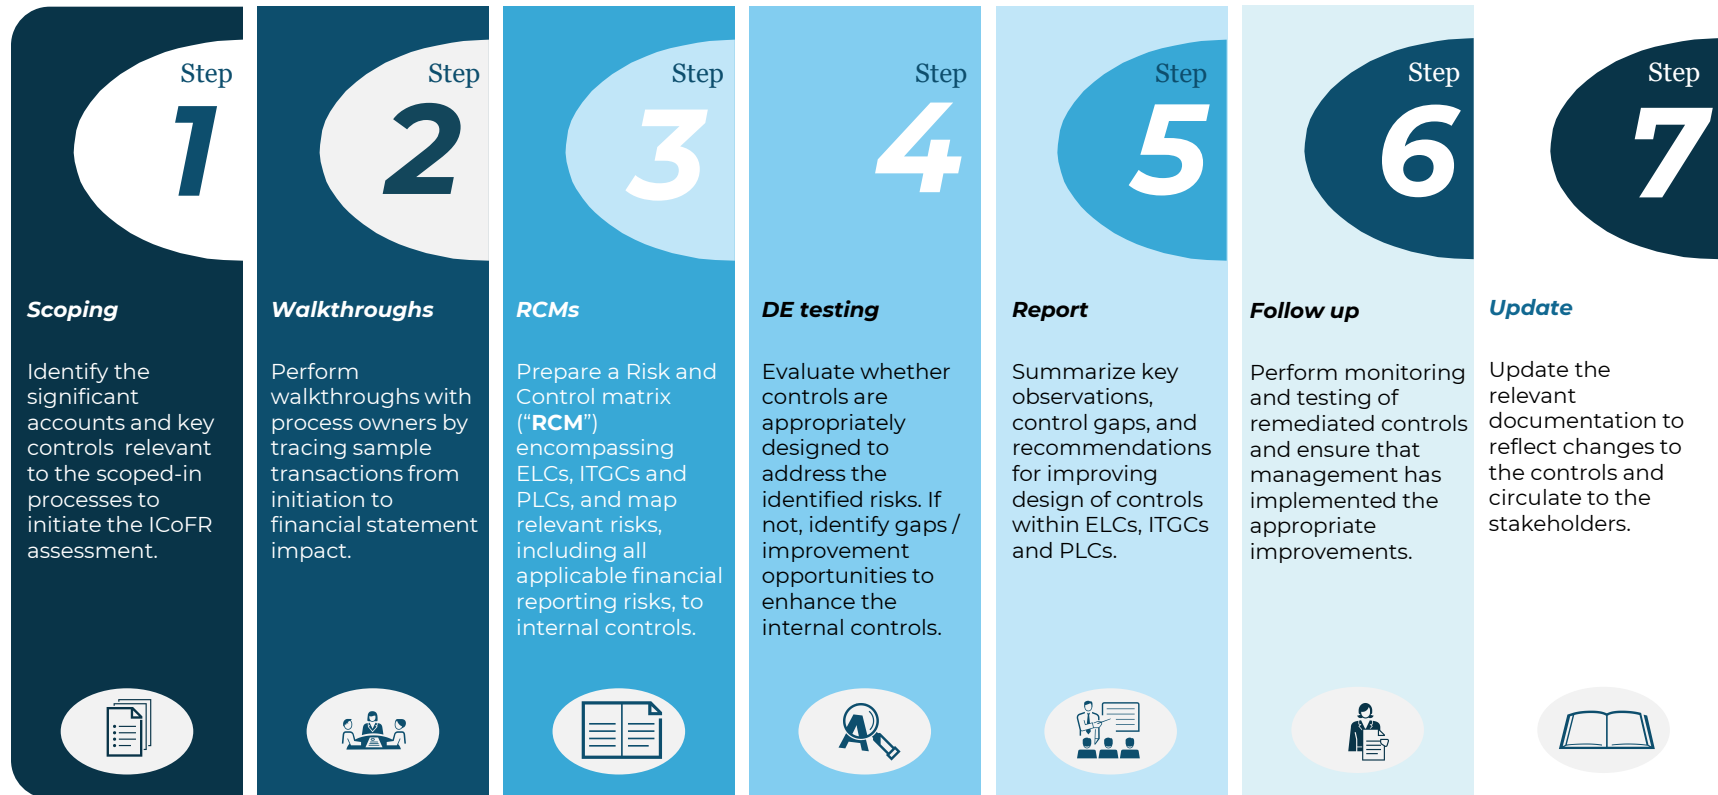 Step
1
Scoping
Identify the
significant
accounts and key
controls  relevant
to the scoped-in
processes to
initiate the ICoFR
assessment.
Step
2
Walkthroughs
Perform
walkthroughs with
process owners by
tracing sample
transactions from
initiation to
financial statement
impact.
Step
3
RCMs
Prepare a Risk and
Control matrix
(“RCM”)
encompassing
ELCs, ITGCs and
PLCs, and map
relevant risks,
including all
applicable financial
reporting risks, to
internal controls.
Step
4
DE testing
Evaluate whether
controls are
appropriately
designed to
address the
identified risks. If
not, identify gaps /
improvement
opportunities to
enhance the
internal controls.
Step
5
Report
Summarize key
observations,
control gaps, and
recommendations
for improving
design of controls
within ELCs, ITGCs
and PLCs.
Step
6
Follow up
Perform monitoring
and testing of
remediated controls
and ensure that
management has
implemented the
appropriate
improvements.
Step
7
Update
Update the
relevant
documentation to
reflect changes to
the controls and
circulate to the
stakeholders.
A